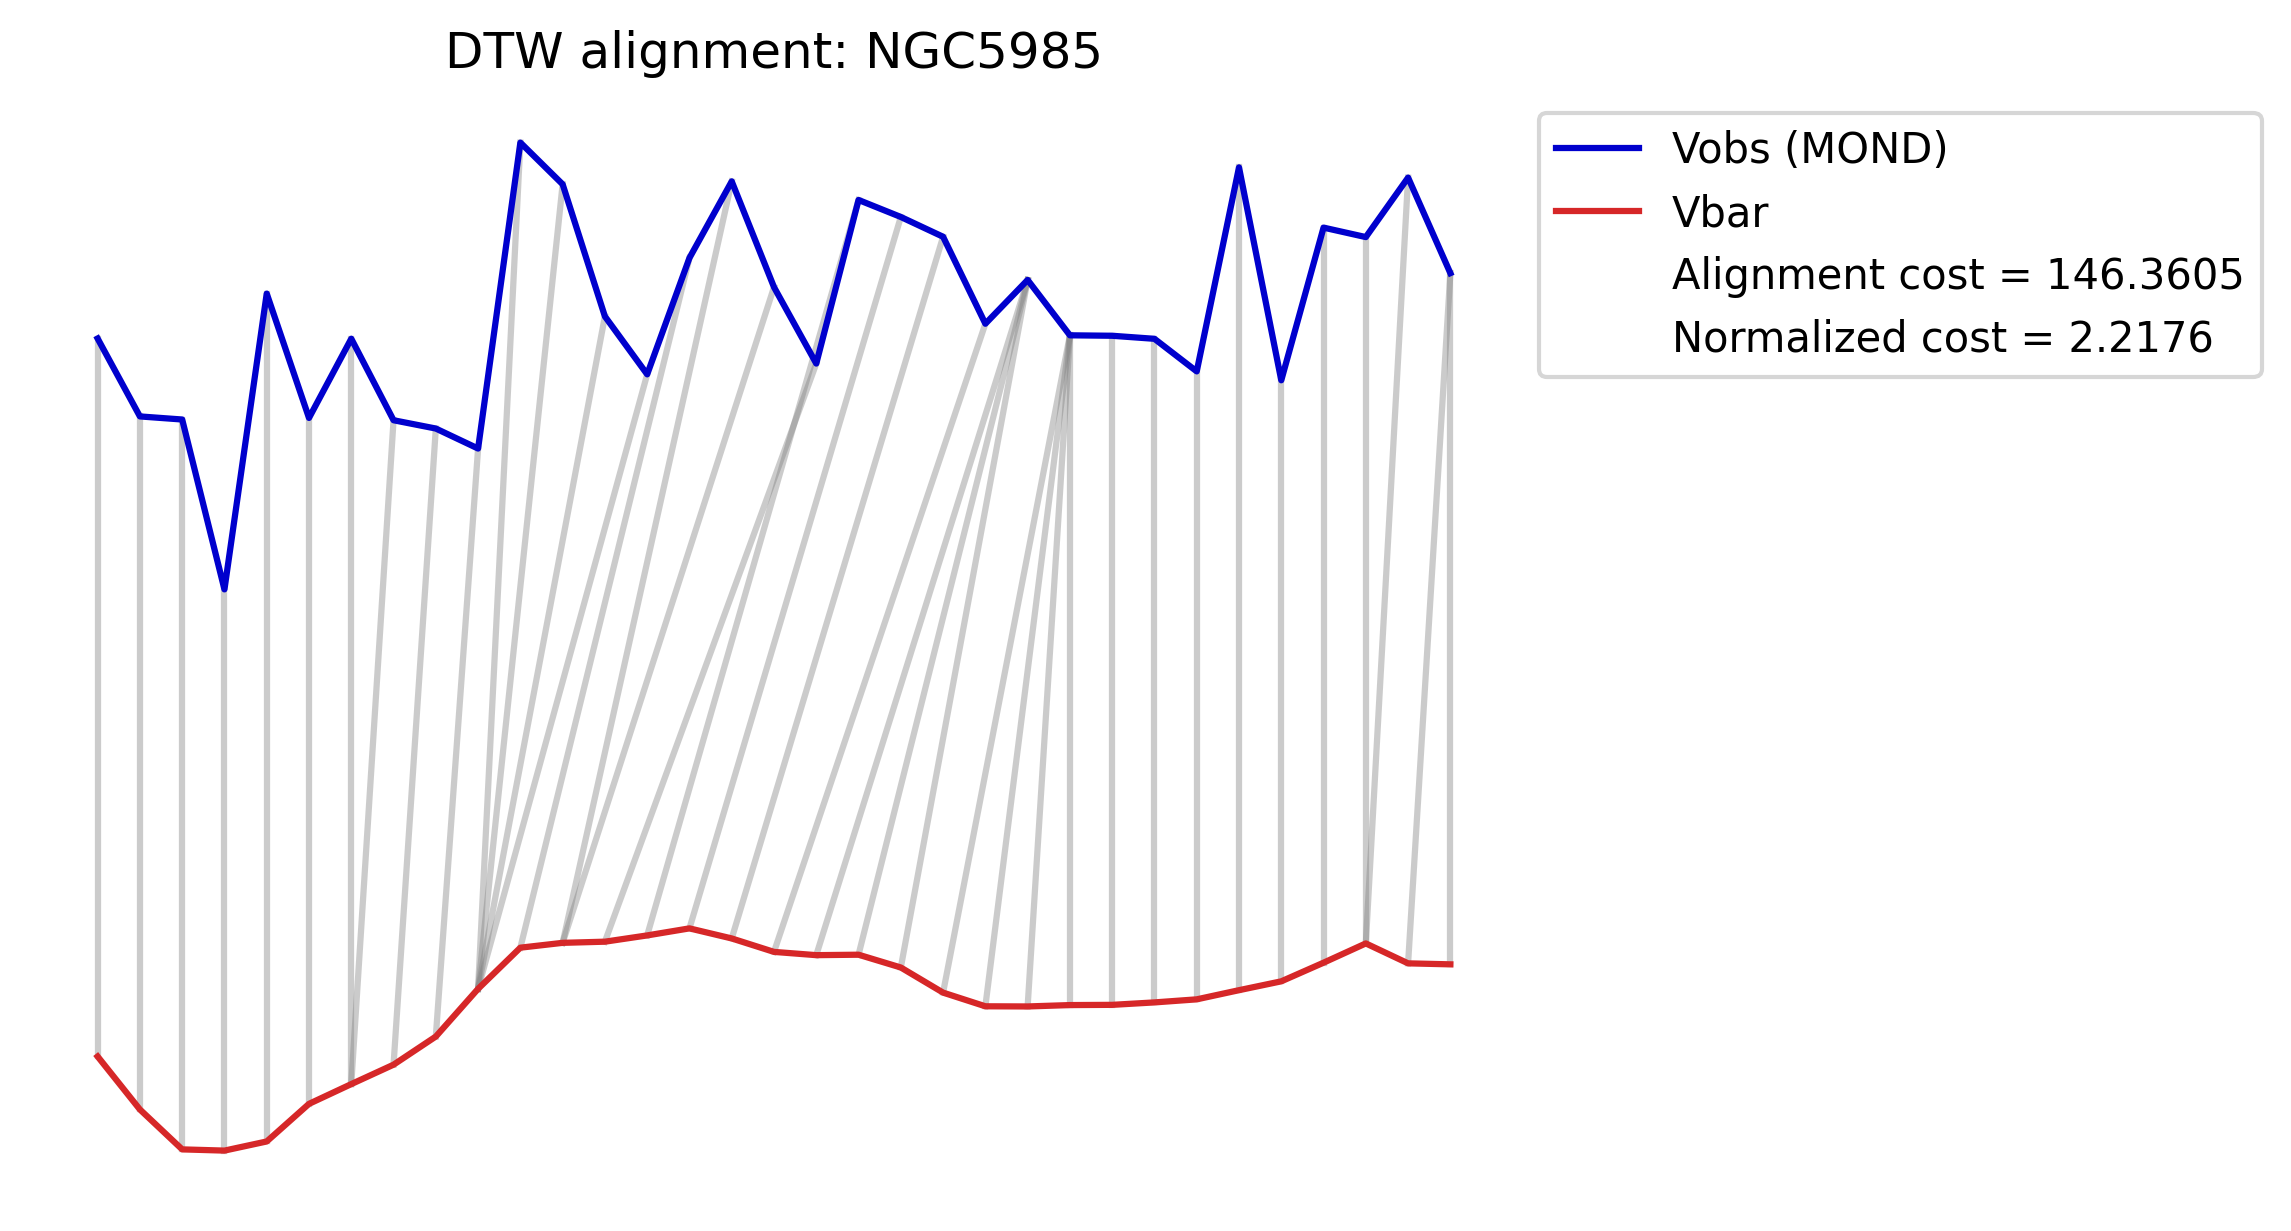 DTW alignment: NGC5985
Vobs (MOND)
Vbar
Alignment cost = 146.3605
Normalized cost = 2.2176